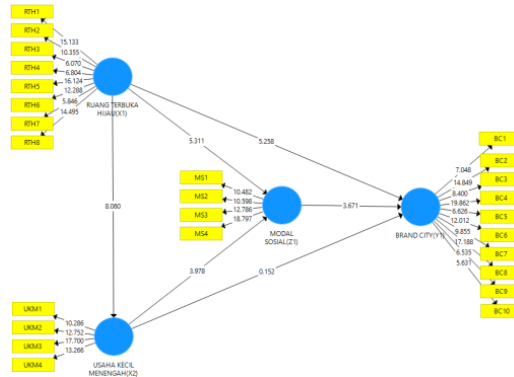 RTH1
RTH2
RTH3
RTH4
RTH5
RTH6
RTH7
RTH8
15.133
10.355
6.070
6.804
16.124
12.288
5.846
14.495
RUANG TERBUKA
HIJAU(X1)
5.311
5.258
8.060
MS1
MS2
MS3
MS4
10.482
10.598
12.786
18.797
MODAL
SOSIAL(Z1)
3.671
3.978
0.152
BC1
BC2
BC3
BC4
BC5
BC6
BC7
BC8
BC9
BC10
7.048
14.849
8.400
19.862
6.626
12.012
9.855
17.188
6.535
5.631
BRAND CITY(Y1)
UKM1
UKM2
UKM3
UKM4
10.286
12.752
17.700
13.266
USAHA KECIL
MENENGAH(X2)